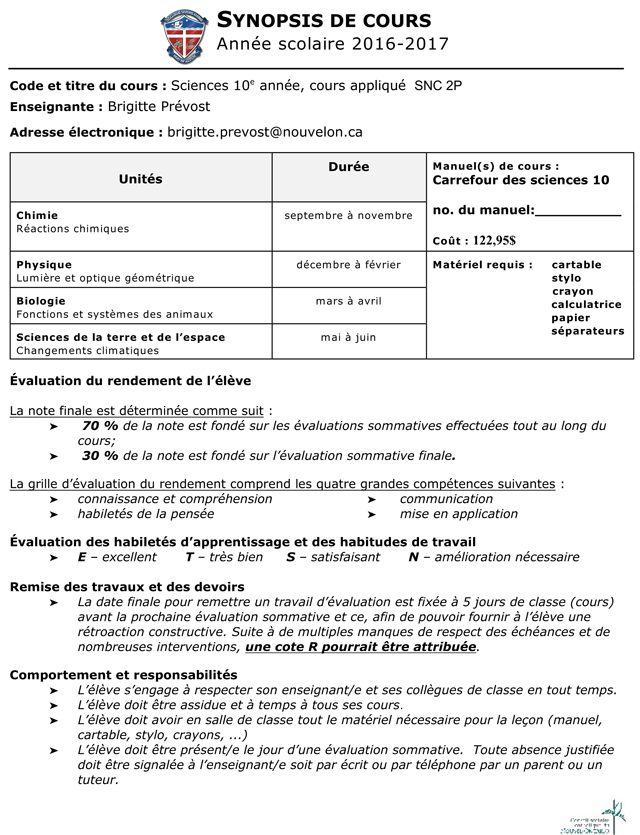 SYNOPSIS DE COURS
Année scolaire 2016-2017
Code et titre du cours : Sciences 10e année, cours appliqué SNC 2P
Enseignante : Brigitte Prévost
Adresse électronique : brigitte.prevost@nouvelon.ca
Unités
Durée
Manuel(s) de cours :
Carrefour des sciences 10
no. du manuel:____________
Coût : 122,95$
Chimie
Réactions chimiques
septembre à novembre
Physique
Lumière et optique géométrique
décembre à février
Matériel requis : cartable
stylo
crayon
calculatrice
papier
séparateurs
Biologie
Fonctions et systèmes des animaux
mars à avril
Sciences de la terre et de l'espace
Changements climatiques
mai à juin
Évaluation du rendement de l'élève
La note finale est déterminée comme suit :
➤ 70 % de la note est fondé sur les évaluations sommatives effectuées tout au long du
cours;
➤ 30 % de la note est fondé sur l'évaluation sommative finale.
La grille d'évaluation du rendement comprend les quatre grandes compétences suivantes :
➤ connaissance et compréhension ➤ communication
➤ habiletés de la pensée ➤ mise en application
Évaluation des habiletés d'apprentissage et des habitudes de travail
➤ E – excellent T – très bien S – satisfaisant N – amélioration nécessaire
Remise des travaux et des devoirs
➤ La date finale pour remettre un travail d'évaluation est fixée à 5 jours de classe (cours)
avant la prochaine évaluation sommative et ce, afin de pouvoir fournir à l'élève une
rétroaction constructive. Suite à de multiples manques de respect des échéances et de
nombreuses interventions, une cote R pourrait être attribuée.
Comportement et responsabilités
➤ L'élève s'engage à respecter son enseignant/e et ses collègues de classe en tout temps.
➤ L'élève doit être assidue et à temps à tous ses cours.
➤ L'élève doit avoir en salle de classe tout le matériel nécessaire pour la leçon (manuel,
cartable, stylo, crayons, ...)
➤ L'élève doit être présent/e le jour d'une évaluation sommative. Toute absence justifiée
doit être signalée à l'enseignant/e soit par écrit ou par téléphone par un parent ou un
tuteur.